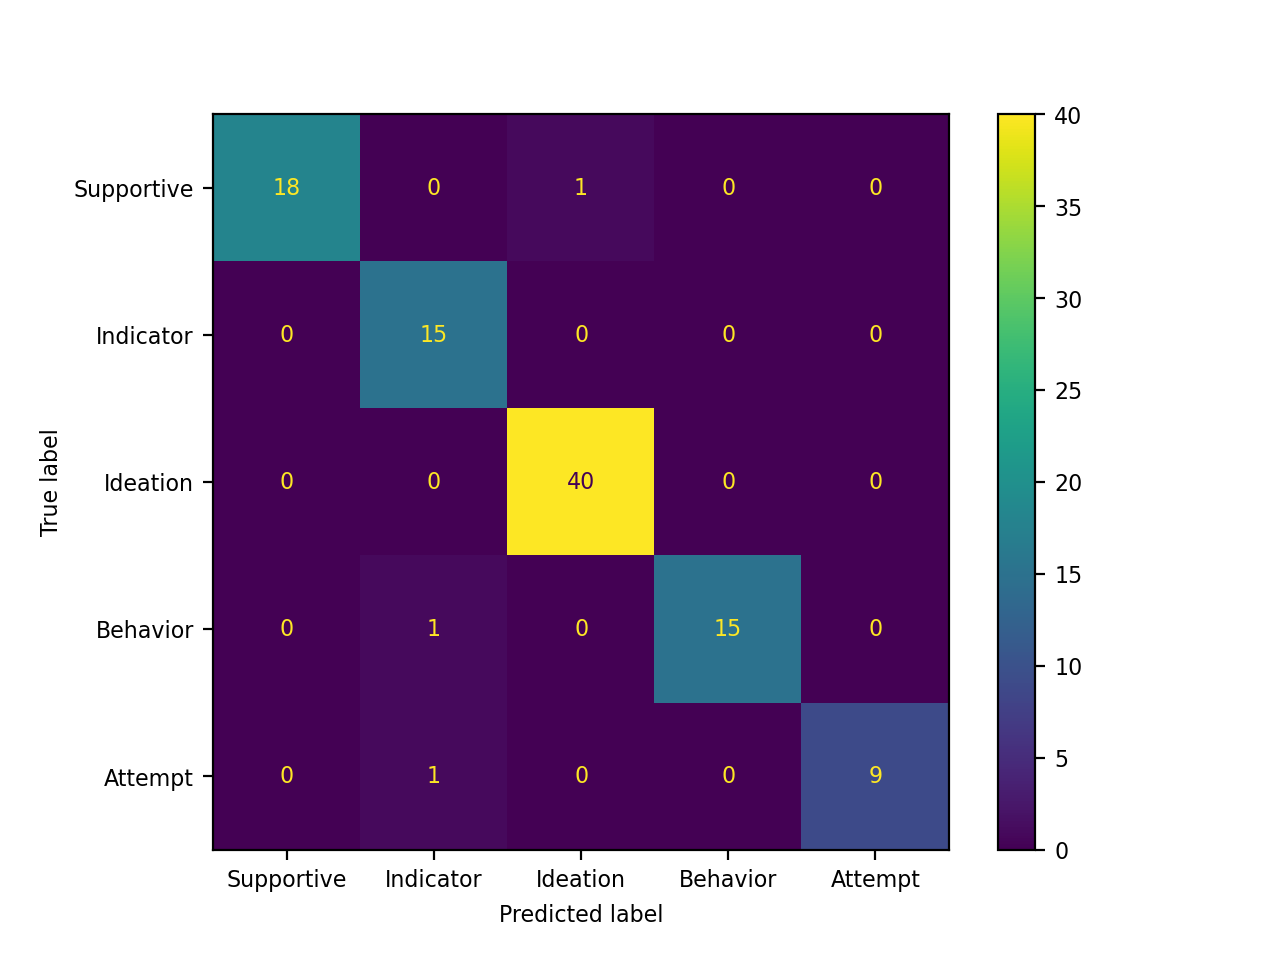 40
Supportive 18 0 1 0 0
35
Indicator 0 15 0 0 0
30
25
True label
Ideation 0 0 40 0 0
20
15
Behavior 0 1 0 15 0
10
5
Attempt 0 1 0 0 9
0
Supportive Indicator Ideation Behavior Attempt
Predicted label